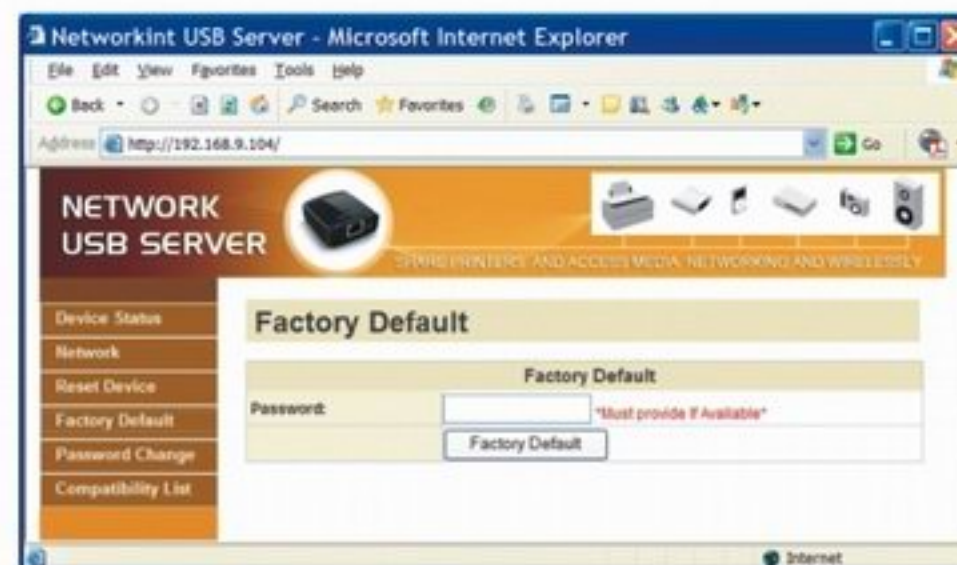 Networkint USB Server - Microsoft Internet Explorer
File Edit View Favorites Tools Help
Back Search Favorites
Address http://192.168.9.104/ Go
NETWORK
USB SERVER
SHARE PRINTERS AND ACCESS MEDIA, NETWORKING AND WIRELESSLY
Device Status
Network
Reset Device
Factory Default
Password Change
Compatibility List
Factory Default
Factory Default
Password: *Must provide If Available*
Factory Default
Internet